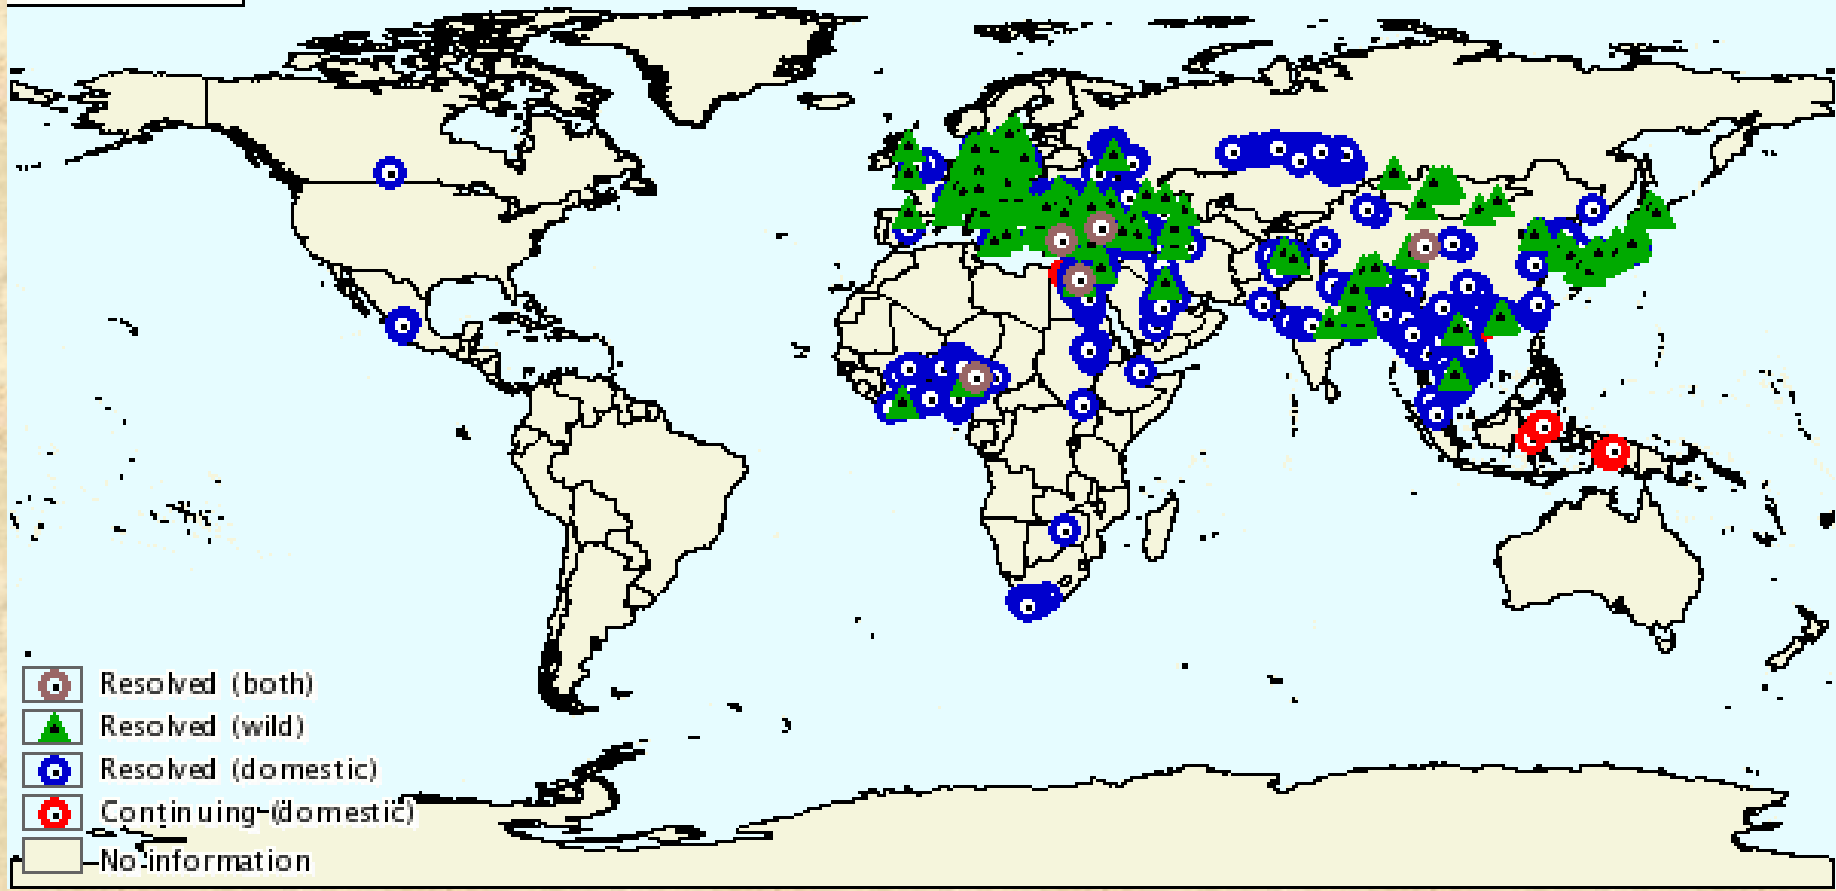 Resolved (both)
Resolved (wild)
Resolved (domestic)
Continuing (domestic)
No information